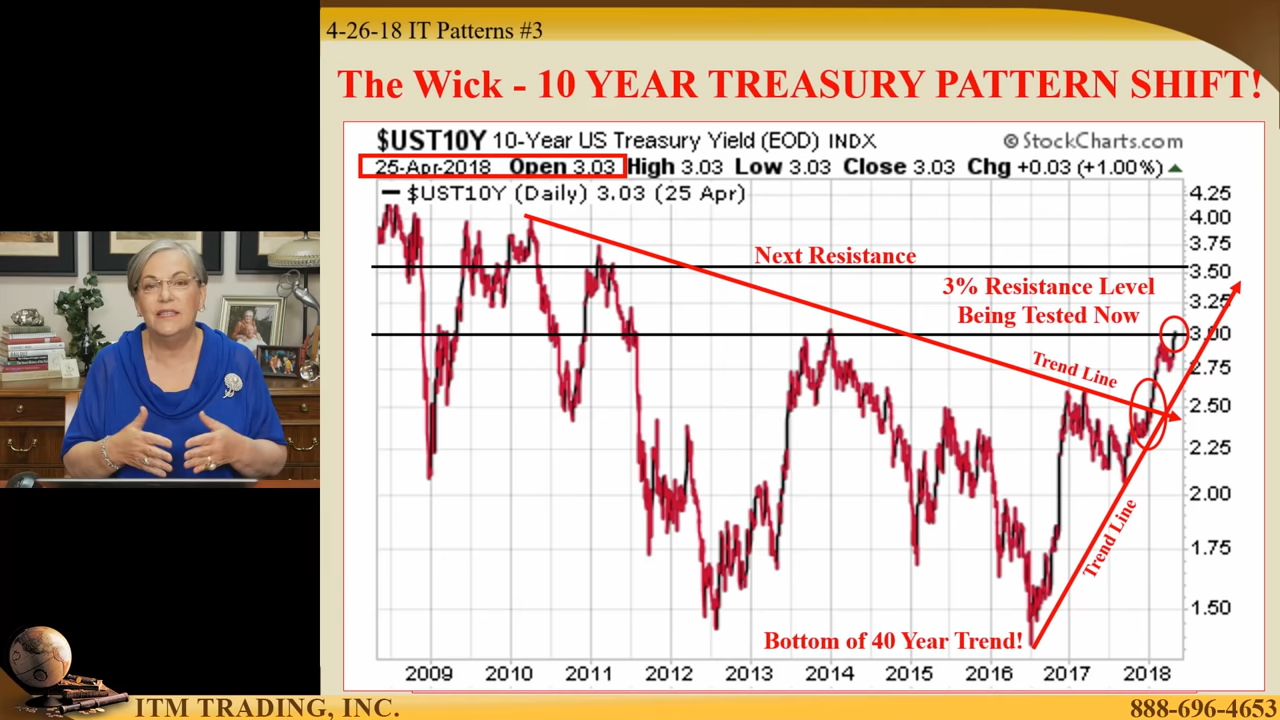 4-26-18 IT Patterns #3
The Wick - 10 YEAR TREASURY PATTERN SHIFT!
$UST10Y 10-Year US Treasury Yield (EOD) INDX
© StockCharts.com
25-Apr-2018 Open 3.03 High 3.03 Low 3.03 Close 3.03 Chg +0.03 (+1.00%)
$UST10Y (Daily) 3.03 (25 Apr)
4.25
4.00
3.75
3.50
3.25
3.00
2.75
2.50
2.25
2.00
1.75
1.50
Next Resistance
3% Resistance Level
Being Tested Now
Trend Line
Trend Line
Bottom of 40 Year Trend!
2009 2010 2011 2012 2013 2014 2015 2016 2017 2018
ITM TRADING, INC.
888-696-4653